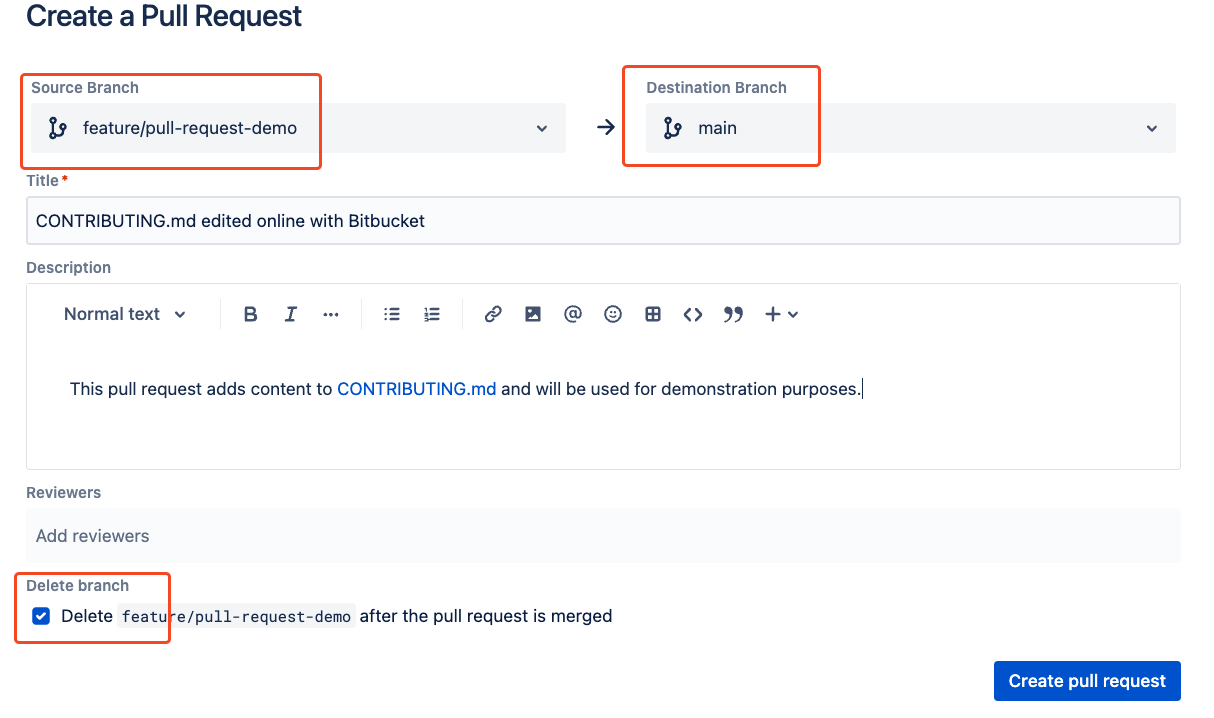 Create a Pull Request
Source Branch
Destination Branch
feature/pull-request-demo
main
Title *
CONTRIBUTING.md edited online with Bitbucket
Description
Normal text
This pull request adds content to CONTRIBUTING.md and will be used for demonstration purposes.
Reviewers
Add reviewers
Delete branch
Delete feature/pull-request-demo after the pull request is merged
Create pull request